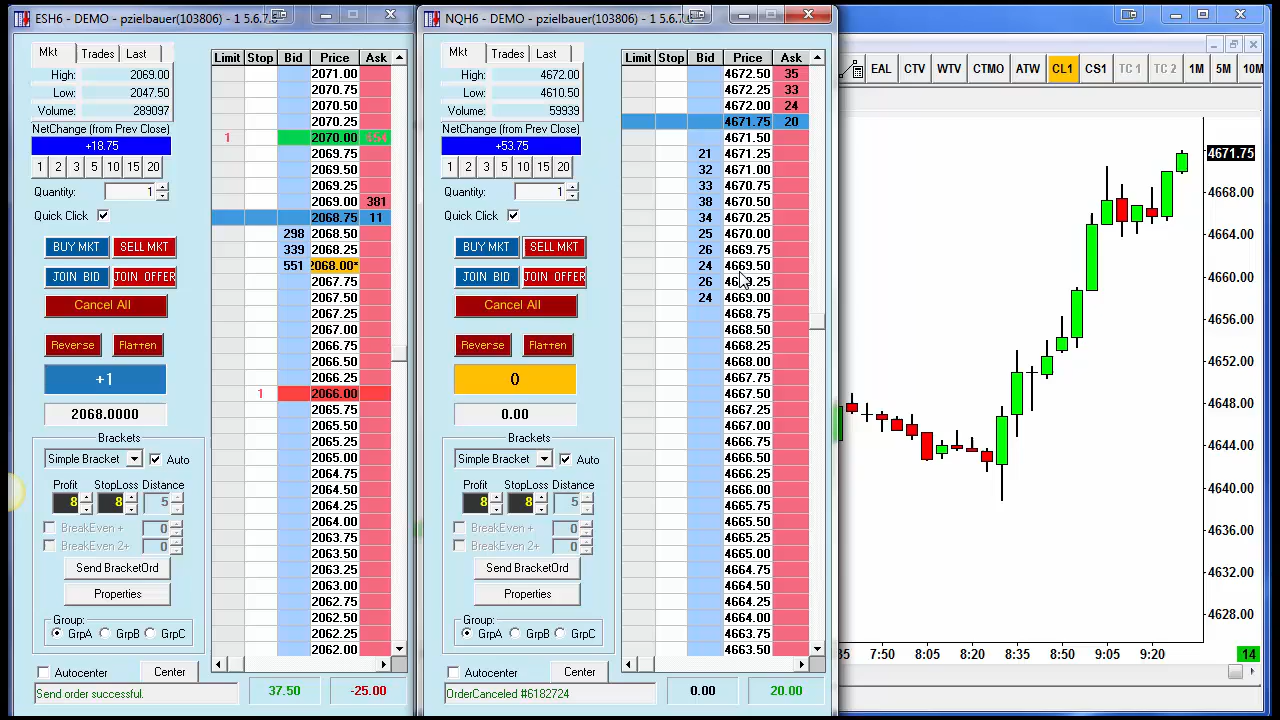 ESH6 - DEMO - pzielbauer(103806) - 1 5.6.7.
Mkt Trades Last
High: 2069.00
Low: 2047.50
Volume: 289097
NetChange (from Prev Close)
+18.75
1 2 3 5 10 15 20
Quantity: 1
Quick Click
BUY MKT SELL MKT
JOIN BID JOIN OFFER
Cancel All
Reverse Flatten
+1
2068.0000
Brackets
Simple Bracket Auto
Profit StopLoss Distance
8 8 5
BreakEven + 0
BreakEven 2+ 0
Send BracketOrd
Properties
Group:
GrpA GrpB GrpC
Autocenter Center
Send order successful. 37.50 -25.00
Limit Stop Bid Price Ask
2071.00
2070.75
2070.50
2070.25
1 2070.00
2069.75
2069.50
2069.25
2069.00 381
2068.75 11
298 2068.50
339 2068.25
551 2068.00*
2067.75
2067.50
2067.25
2067.00
2066.75
2066.50
2066.25
1 2066.00
2065.75
2065.50
2065.25
2065.00
2064.75
2064.50
2064.25
2064.00
2063.75
2063.50
2063.25
2063.00
2062.75
2062.50
2062.25
2062.00
NQH6 - DEMO - pzielbauer(103806) - 1 5.6.7.
Mkt Trades Last
High: 4672.00
Low: 4610.50
Volume: 59939
NetChange (from Prev Close)
+53.75
1 2 3 5 10 15 20
Quantity: 1
Quick Click
BUY MKT SELL MKT
JOIN BID JOIN OFFER
Cancel All
Reverse Flatten
0
0.00
Brackets
Simple Bracket Auto
Profit StopLoss Distance
8 8 5
BreakEven + 0
BreakEven 2+ 0
Send BracketOrd
Properties
Group:
GrpA GrpB GrpC
Autocenter Center
OrderCanceled #6182724 0.00 20.00
Limit Stop Bid Price Ask
4672.50 35
4672.25 33
4672.00 24
4671.75 20
4671.50
21 4671.25
32 4671.00
33 4670.75
38 4670.50
34 4670.25
25 4670.00
26 4669.75
24 4669.50
26 4669.25
24 4669.00
4668.75
4668.50
4668.25
4668.00
4667.75
4667.50
4667.25
4667.00
4666.75
4666.50
4666.25
4666.00
4665.75
4665.50
4665.25
4665.00
4664.75
4664.50
4664.25
4664.00
4663.75
4663.50
EAL CTV WTV CTMO ATW CL1 CS1 TC 1 TC 2 1M 5M 10M
4671.75
4668.00
4664.00
4660.00
4656.00
4652.00
4648.00
4644.00
4640.00
4636.00
4632.00
4628.00
:35 7:50 8:05 8:20 8:35 8:50 9:05 9:20 14